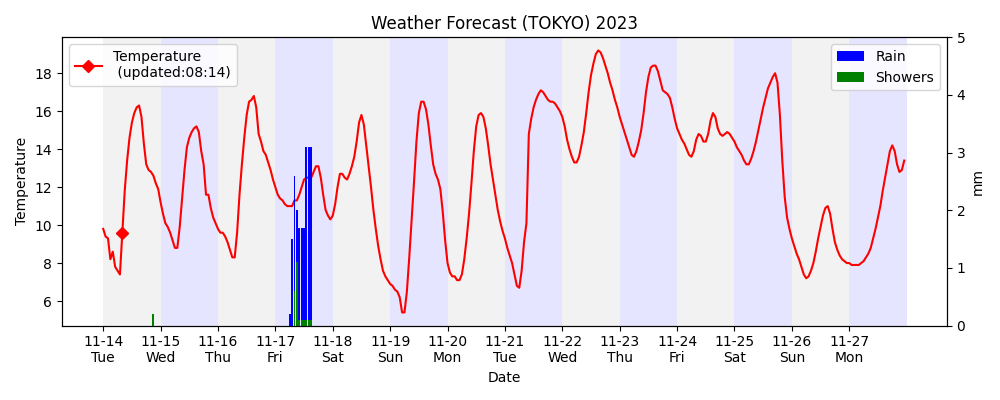 Weather Forecast (TOKYO) 2023
Temperature
(updated:08:14)
Rain
Showers
Temperature
18
16
14
12
10
8
6
5
4
3
2
1
0
mm
11-14 11-15 11-16 11-17 11-18 11-19 11-20 11-21 11-22 11-23 11-24 11-25 11-26 11-27
Tue Wed Thu Fri Sat Sun Mon Tue Wed Thu Fri Sat Sun Mon
Date